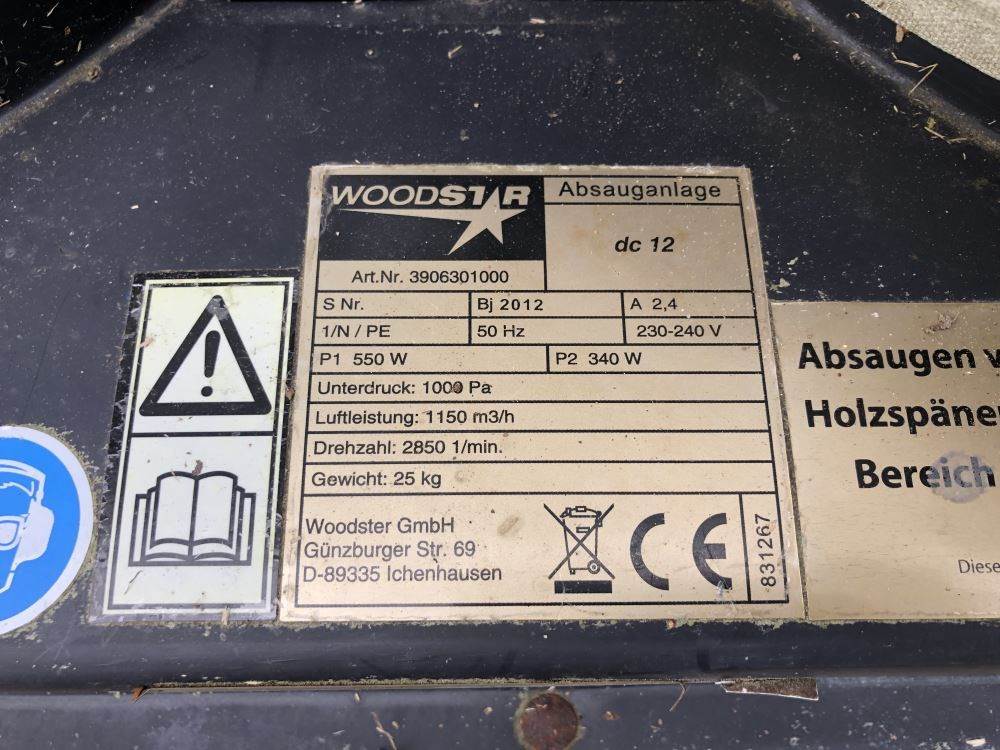 WOODSTAR
Absauganlage
dc 12
Art.Nr. 3906301000
S Nr.
Bj 2012
A 2,4
1/N / PE
50 Hz
230-240 V
P1 550 W
P2 340 W
Unterdruck: 1000 Pa
Luftleistung: 1150 m3/h
Drehzahl: 2850 1/min.
Gewicht: 25 kg
Woodster GmbH
Günzburger Str. 69
D-89335 Ichenhausen
CE
831267
Absaugen
Holzspäne
Bereich
Diese